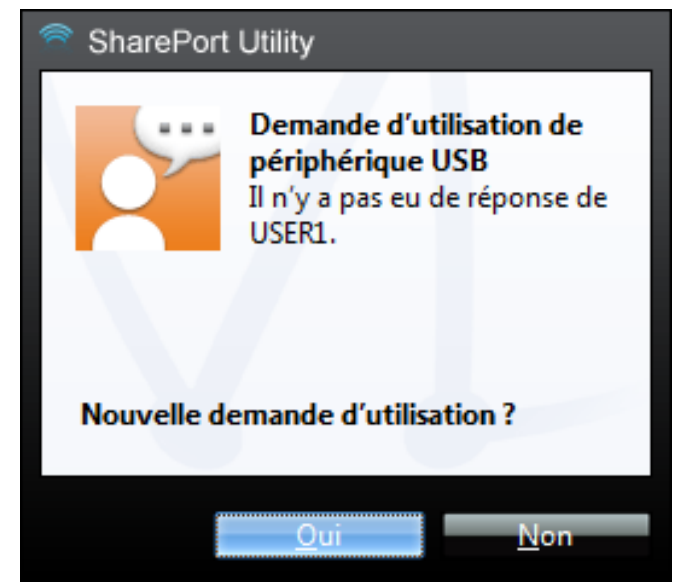 SharePort Utility
Demande d’utilisation de
périphérique USB
Il n’y a pas eu de réponse de
USER1.
Nouvelle demande d’utilisation ?
Oui
Non